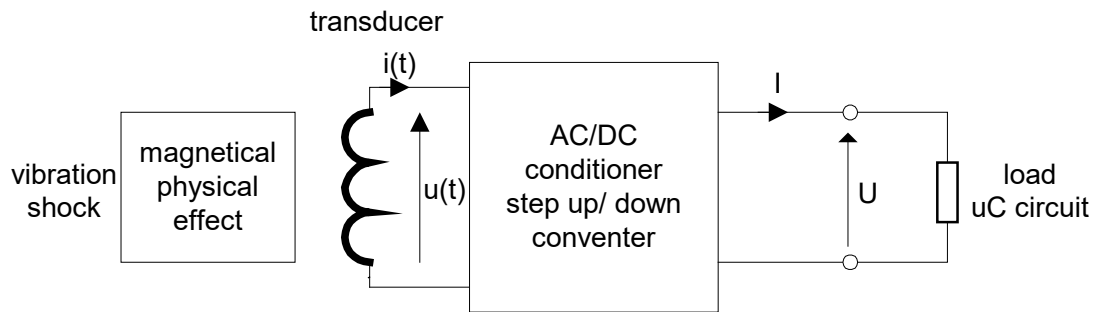 transducer
i(t)
I
vibration
shock
magnetical
physical
effect
u(t)
AC/DC
conditioner
step up/ down
conventer
U
load
uC circuit